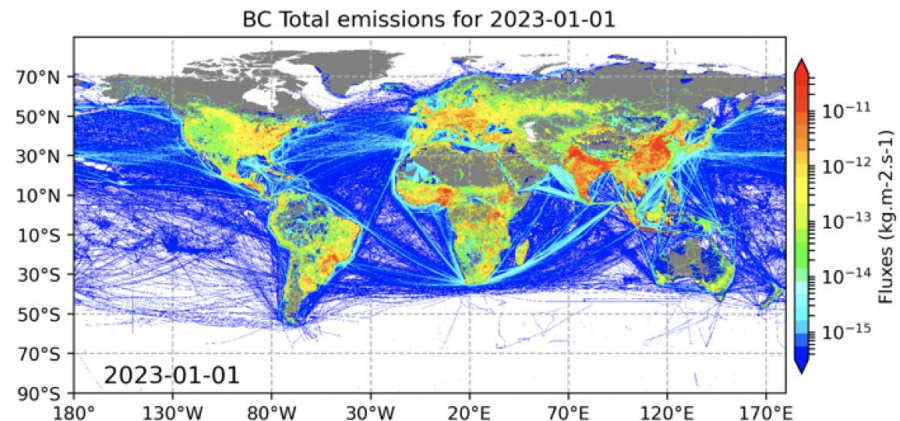 BC Total emissions for 2023-01-01
70°N
50°N
30°N
10°N
10°S
30°S
50°S
70°S
90°S
2023-01-01
180° 130°W 80°W 30°W 20°E 70°E 120°E 170°E
10⁻¹¹
10⁻¹²
10⁻¹³
10⁻¹⁴
10⁻¹⁵
Fluxes (kg.m-2.s-1)